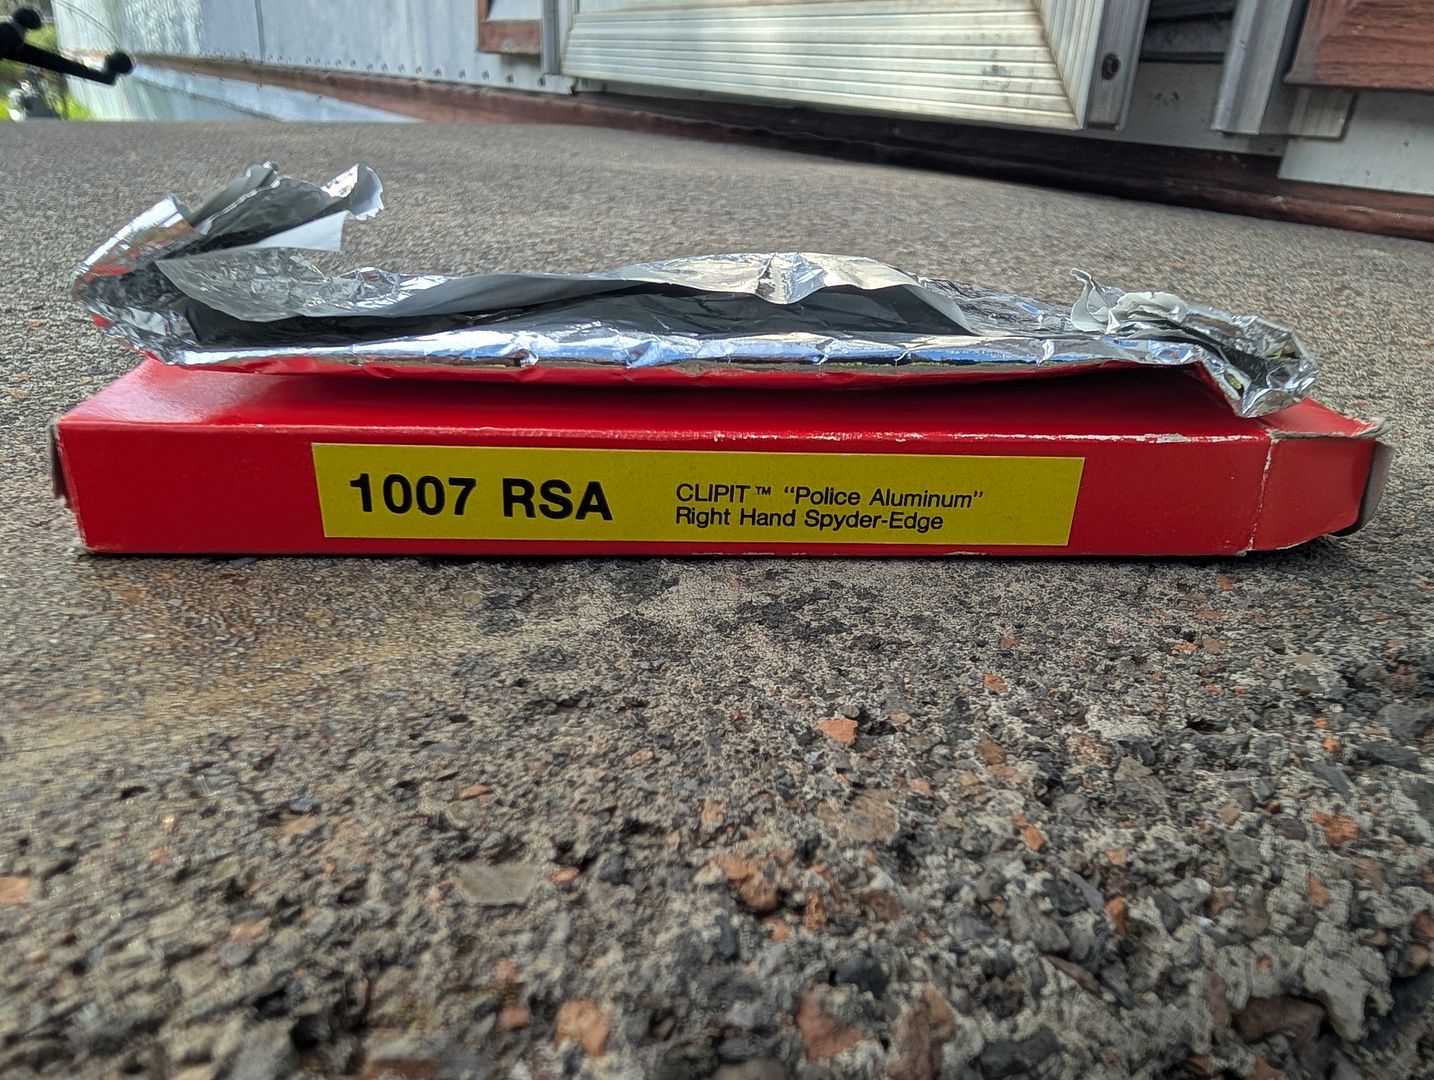 1007 RSA
CLIPIT™ “Police Aluminum”
Right Hand Spyder-Edge